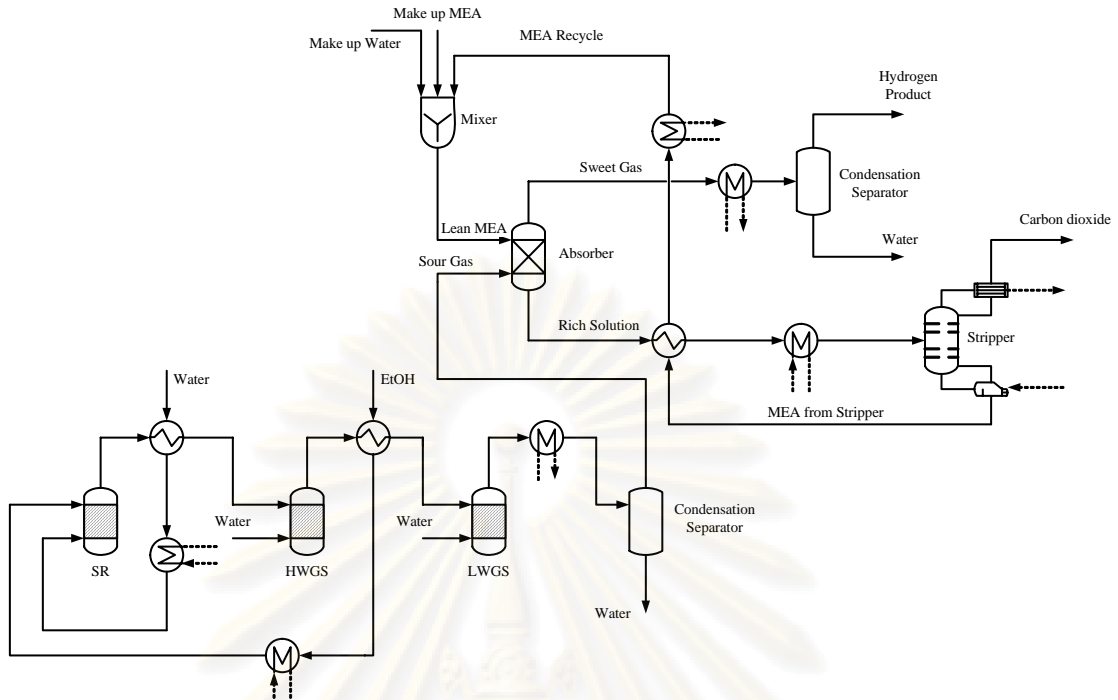 Make up MEA
Make up Water
MEA Recycle
Hydrogen
Product
Mixer
Sweet Gas
Condensation
Separator
Carbon dioxide
Lean MEA
Water
Sour Gas
Absorber
Rich Solution
Stripper
Water
EtOH
MEA from Stripper
Water
Water
Condensation
Separator
SR
HWGS
LWGS
Water